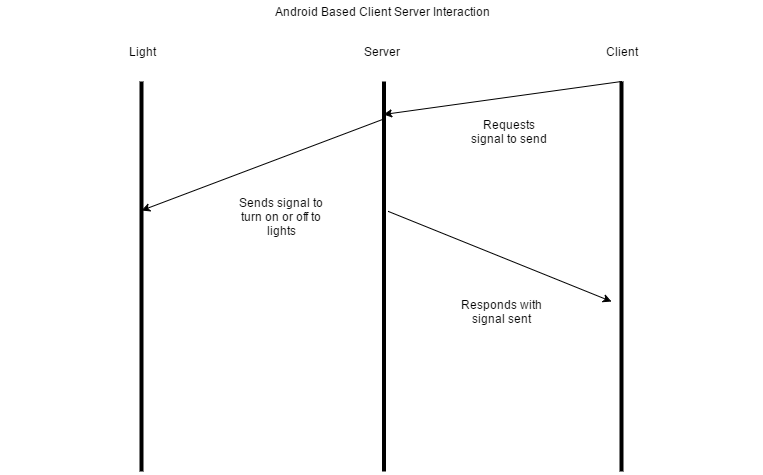 Android Based Client Server Interaction
Light
Server
Client
Requests
signal to send
Sends signal to
turn on or off to
lights
Responds with
signal sent